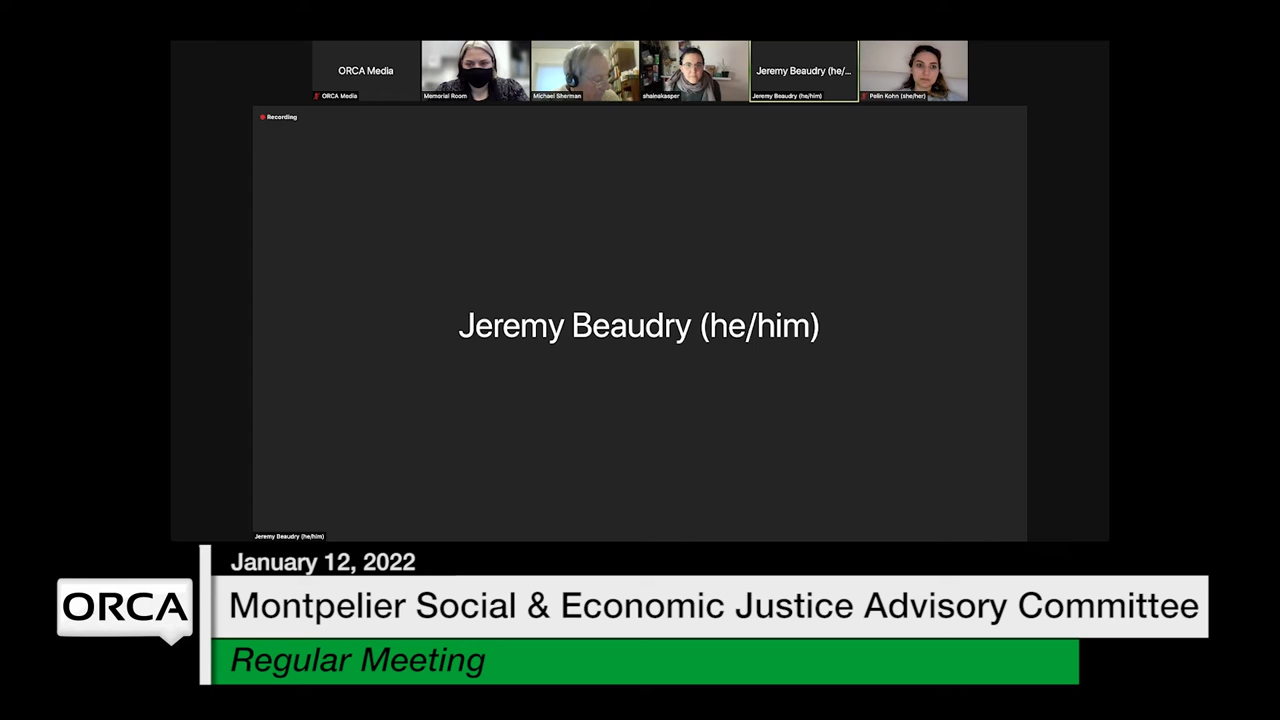 ORCA Media
Jeremy Beaudry (he/...
ORCA Media
Memorial Room
Michael Sherman
shainakasper
Jeremy Beaudry (he/him)
Pelin Kohn (she/her)
Recording
Jeremy Beaudry (he/him)
Jeremy Beaudry (he/him)
January 12, 2022
ORCA
Montpelier Social & Economic Justice Advisory Committee
Regular Meeting